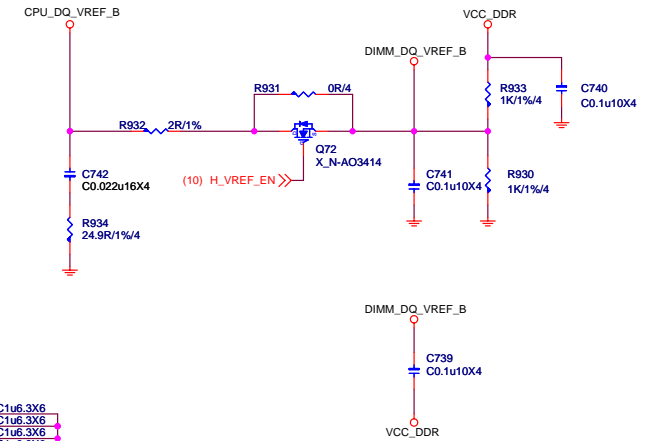 CPU_DQ_VREF_B
VCC_DDR
DIMM_DQ_VREF_B
R931 0R/4
R933
1K/1%/4
C740
C0.1u10X4
R932 2R/1%
Q72
X_N-AO3414
C742
C0.022u16X4
(10) H_VREF_EN
C741
C0.1u10X4
R930
1K/1%/4
R934
24.9R/1%/4
DIMM_DQ_VREF_B
C739
C0.1u10X4
VCC_DDR
C1u6.3X6
C1u6.3X6
C1u6.3X6